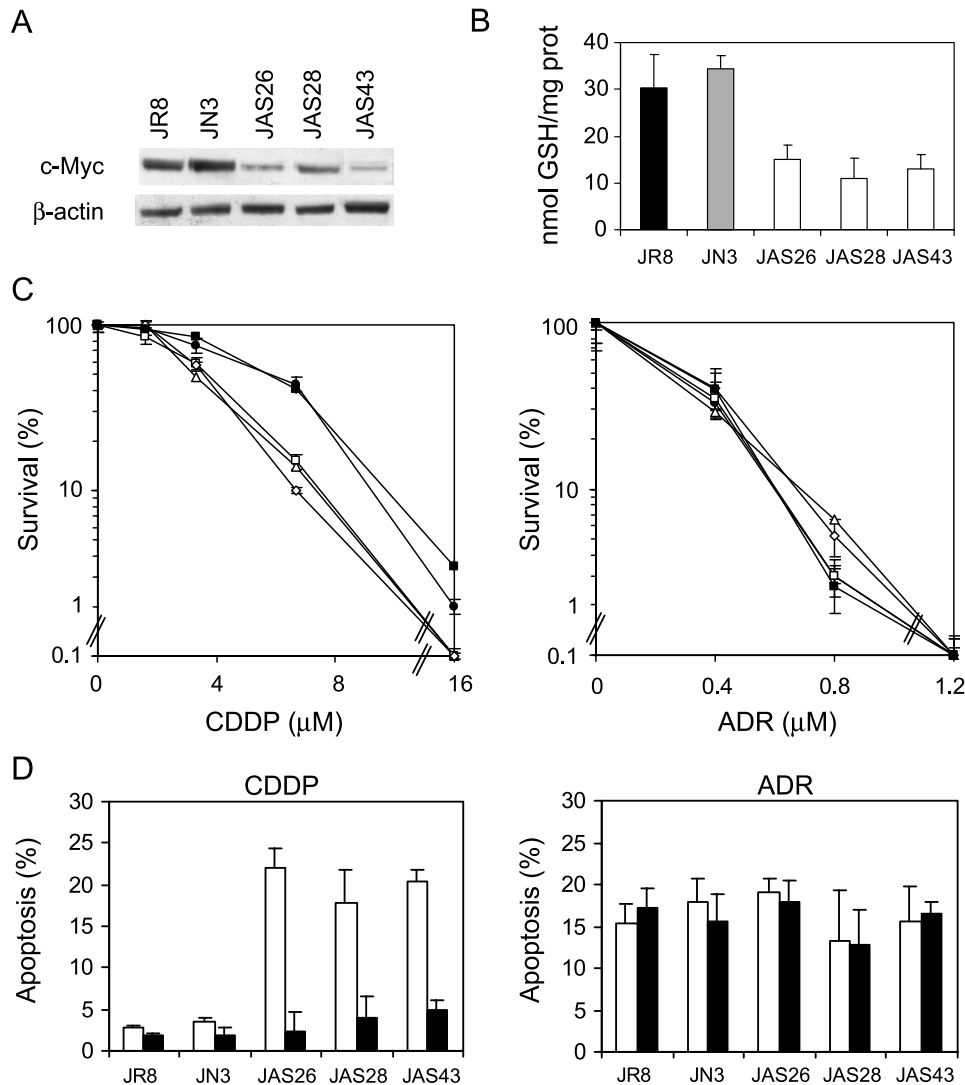 A
JR8 JN3 JAS26 JAS28 JAS43
c-Myc
β-actin
B
nmol GSH/mg prot
40
30
20
10
0
JR8 JN3 JAS26 JAS28 JAS43
C
Survival (%)
100
10
1
0.1
0 4 8 16
CDDP (μM)
Survival (%)
100
10
1
0.1
0 0.4 0.8 1.2
ADR (μM)
D
CDDP
Apoptosis (%)
30
25
20
15
10
5
0
JR8 JN3 JAS26 JAS28 JAS43
ADR
Apoptosis (%)
30
25
20
15
10
5
0
JR8 JN3 JAS26 JAS28 JAS43